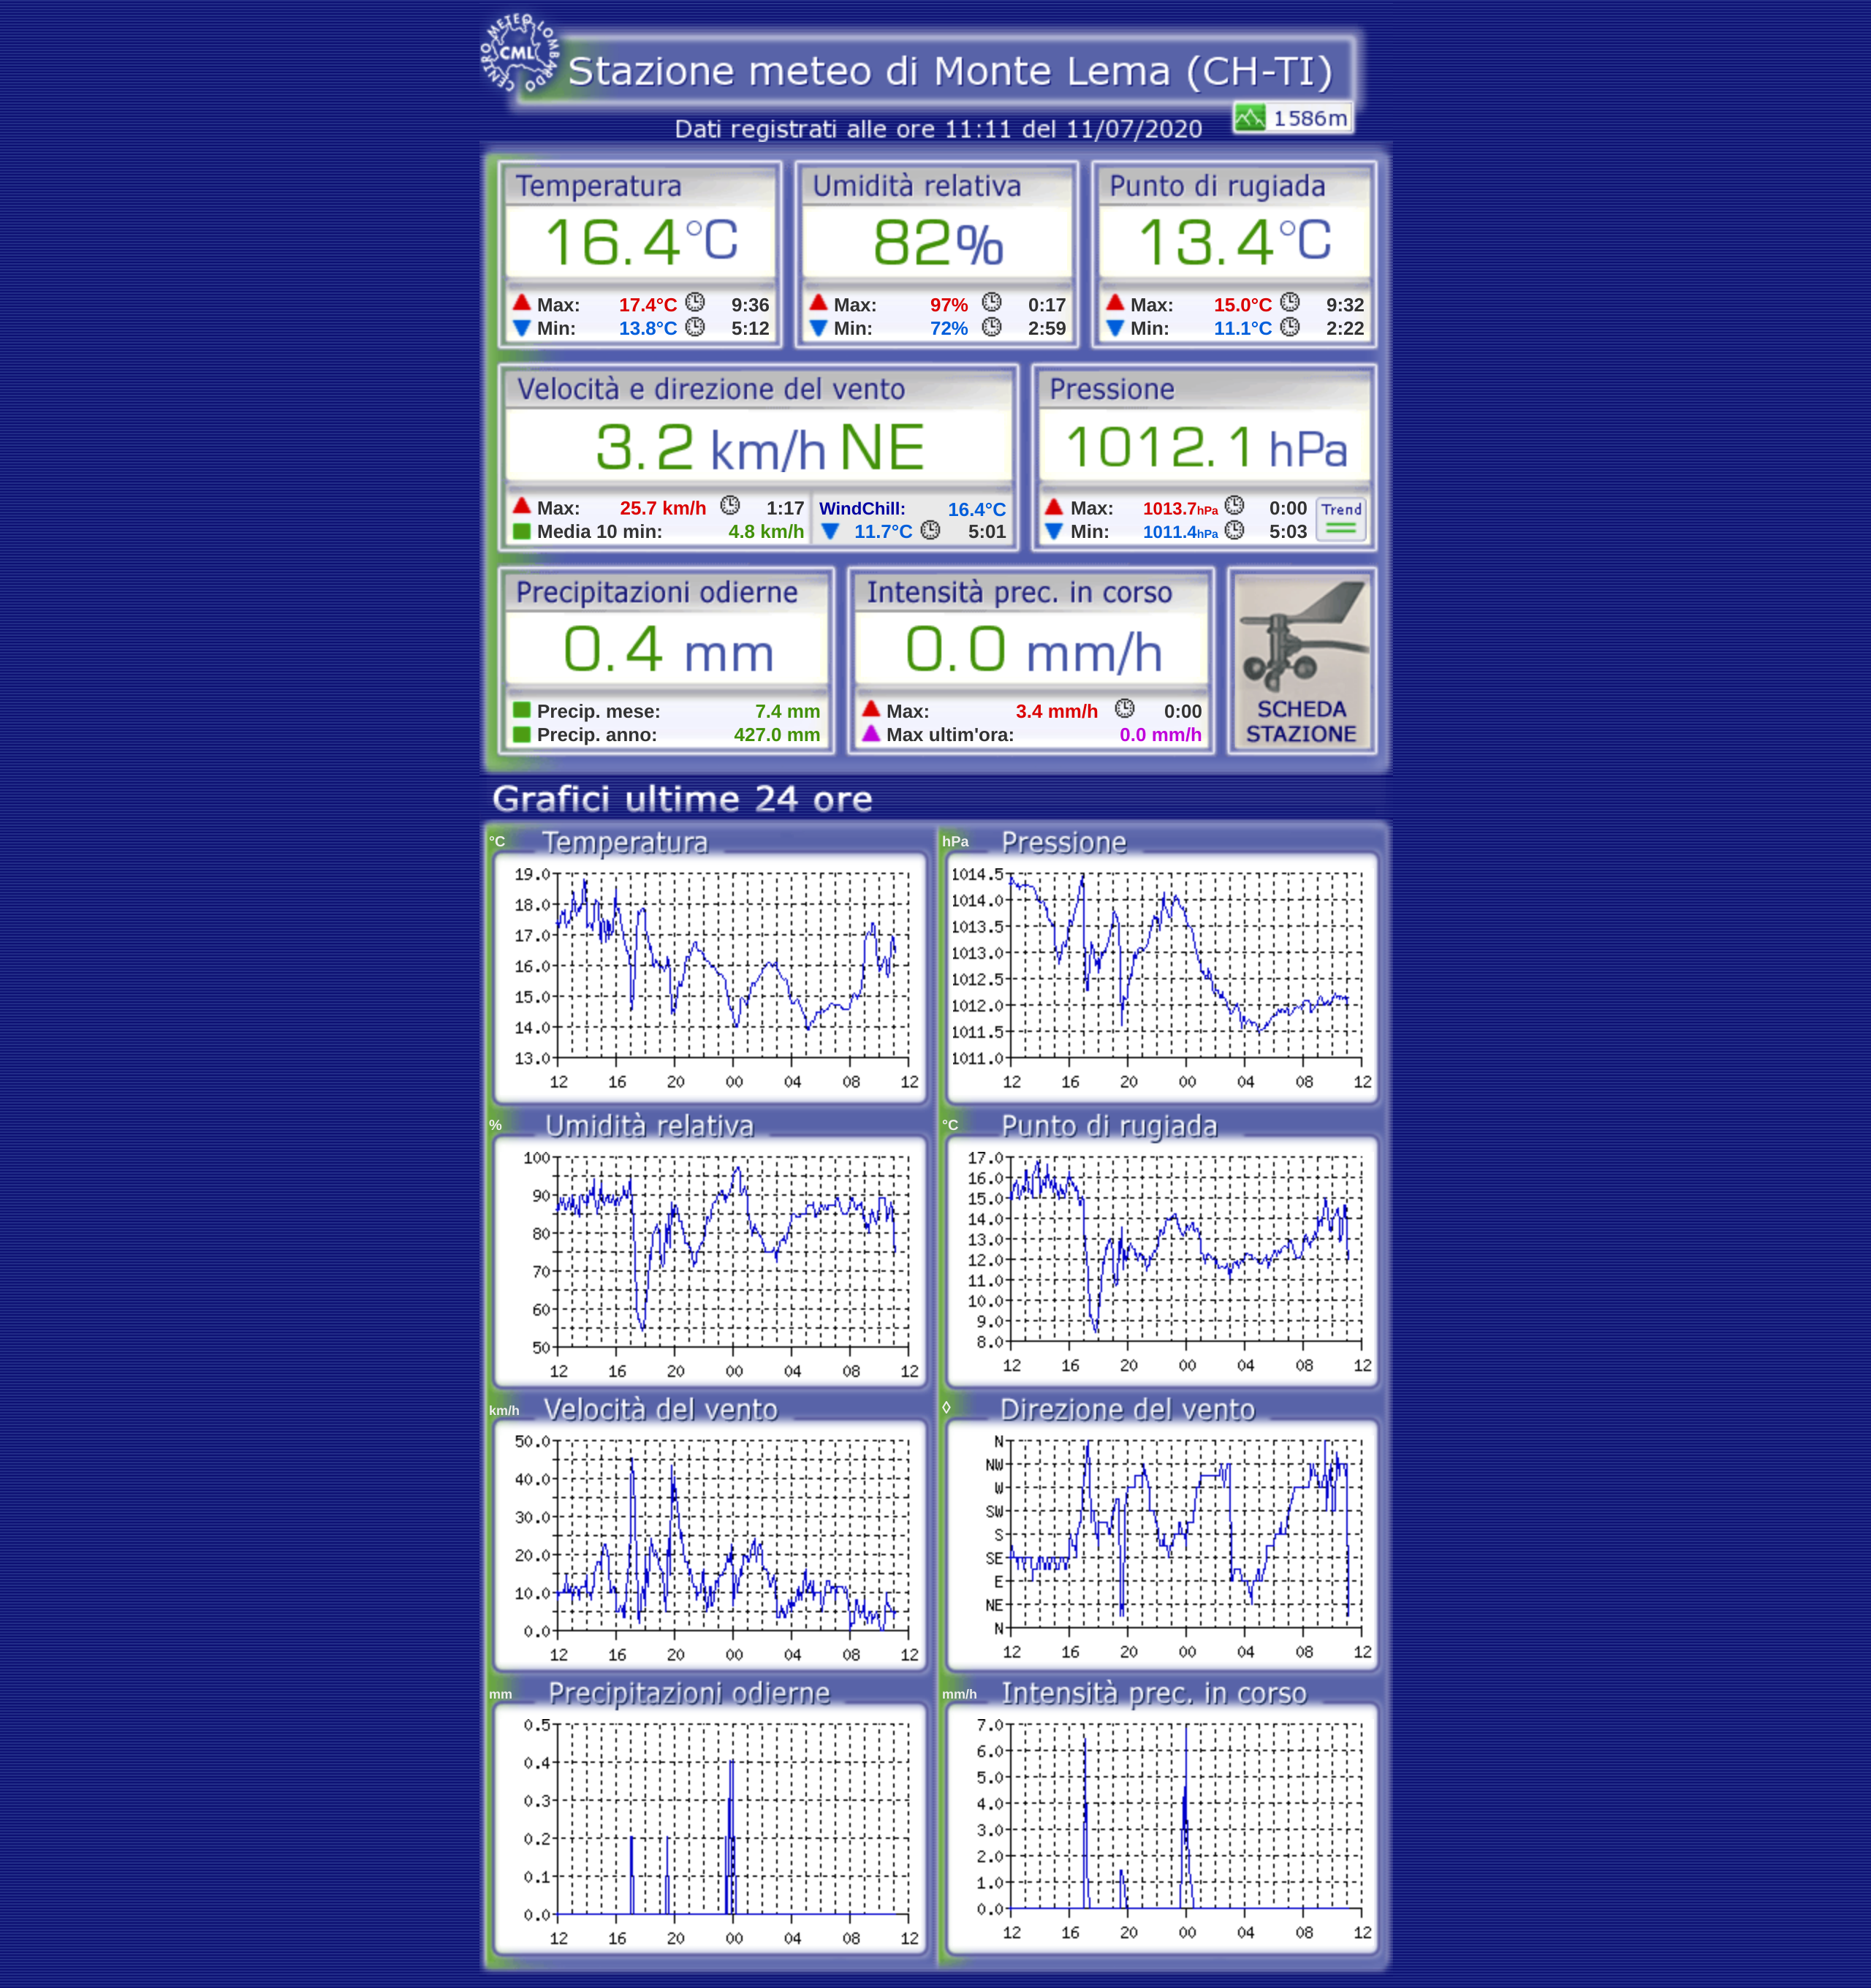 CENTRO METEO LOMBARDO
CML
Stazione meteo di Monte Lema (CH-TI)
1586m
Dati registrati alle ore 11:11 del 11/07/2020
Temperatura
16.4°C
Max: 17.4°C 9:36
Min: 13.8°C 5:12
Umidità relativa
82%
Max: 97% 0:17
Min: 72% 2:59
Punto di rugiada
13.4°C
Max: 15.0°C 9:32
Min: 11.1°C 2:22
Velocità e direzione del vento
3.2 km/h NE
Max: 25.7 km/h 1:17
Media 10 min: 4.8 km/h
WindChill: 16.4°C
11.7°C 5:01
Pressione
1012.1 hPa
Max: 1013.7hPa 0:00
Min: 1011.4hPa 5:03
Trend
Precipitazioni odierne
0.4 mm
Precip. mese: 7.4 mm
Precip. anno: 427.0 mm
Intensità prec. in corso
0.0 mm/h
Max: 3.4 mm/h 0:00
Max ultim'ora: 0.0 mm/h
SCHEDA
STAZIONE
Grafici ultime 24 ore
°C Temperatura
19.0
18.0
17.0
16.0
15.0
14.0
13.0
12 16 20 00 04 08 12
hPa Pressione
1014.5
1014.0
1013.5
1013.0
1012.5
1012.0
1011.5
1011.0
12 16 20 00 04 08 12
% Umidità relativa
100
90
80
70
60
50
12 16 20 00 04 08 12
°C Punto di rugiada
17.0
16.0
15.0
14.0
13.0
12.0
11.0
10.0
9.0
8.0
12 16 20 00 04 08 12
km/h Velocità del vento
50.0
40.0
30.0
20.0
10.0
0.0
12 16 20 00 04 08 12
◊ Direzione del vento
N
NW
W
SW
S
SE
E
NE
N
12 16 20 00 04 08 12
mm Precipitazioni odierne
0.5
0.4
0.3
0.2
0.1
0.0
12 16 20 00 04 08 12
mm/h Intensità prec. in corso
7.0
6.0
5.0
4.0
3.0
2.0
1.0
0.0
12 16 20 00 04 08 12